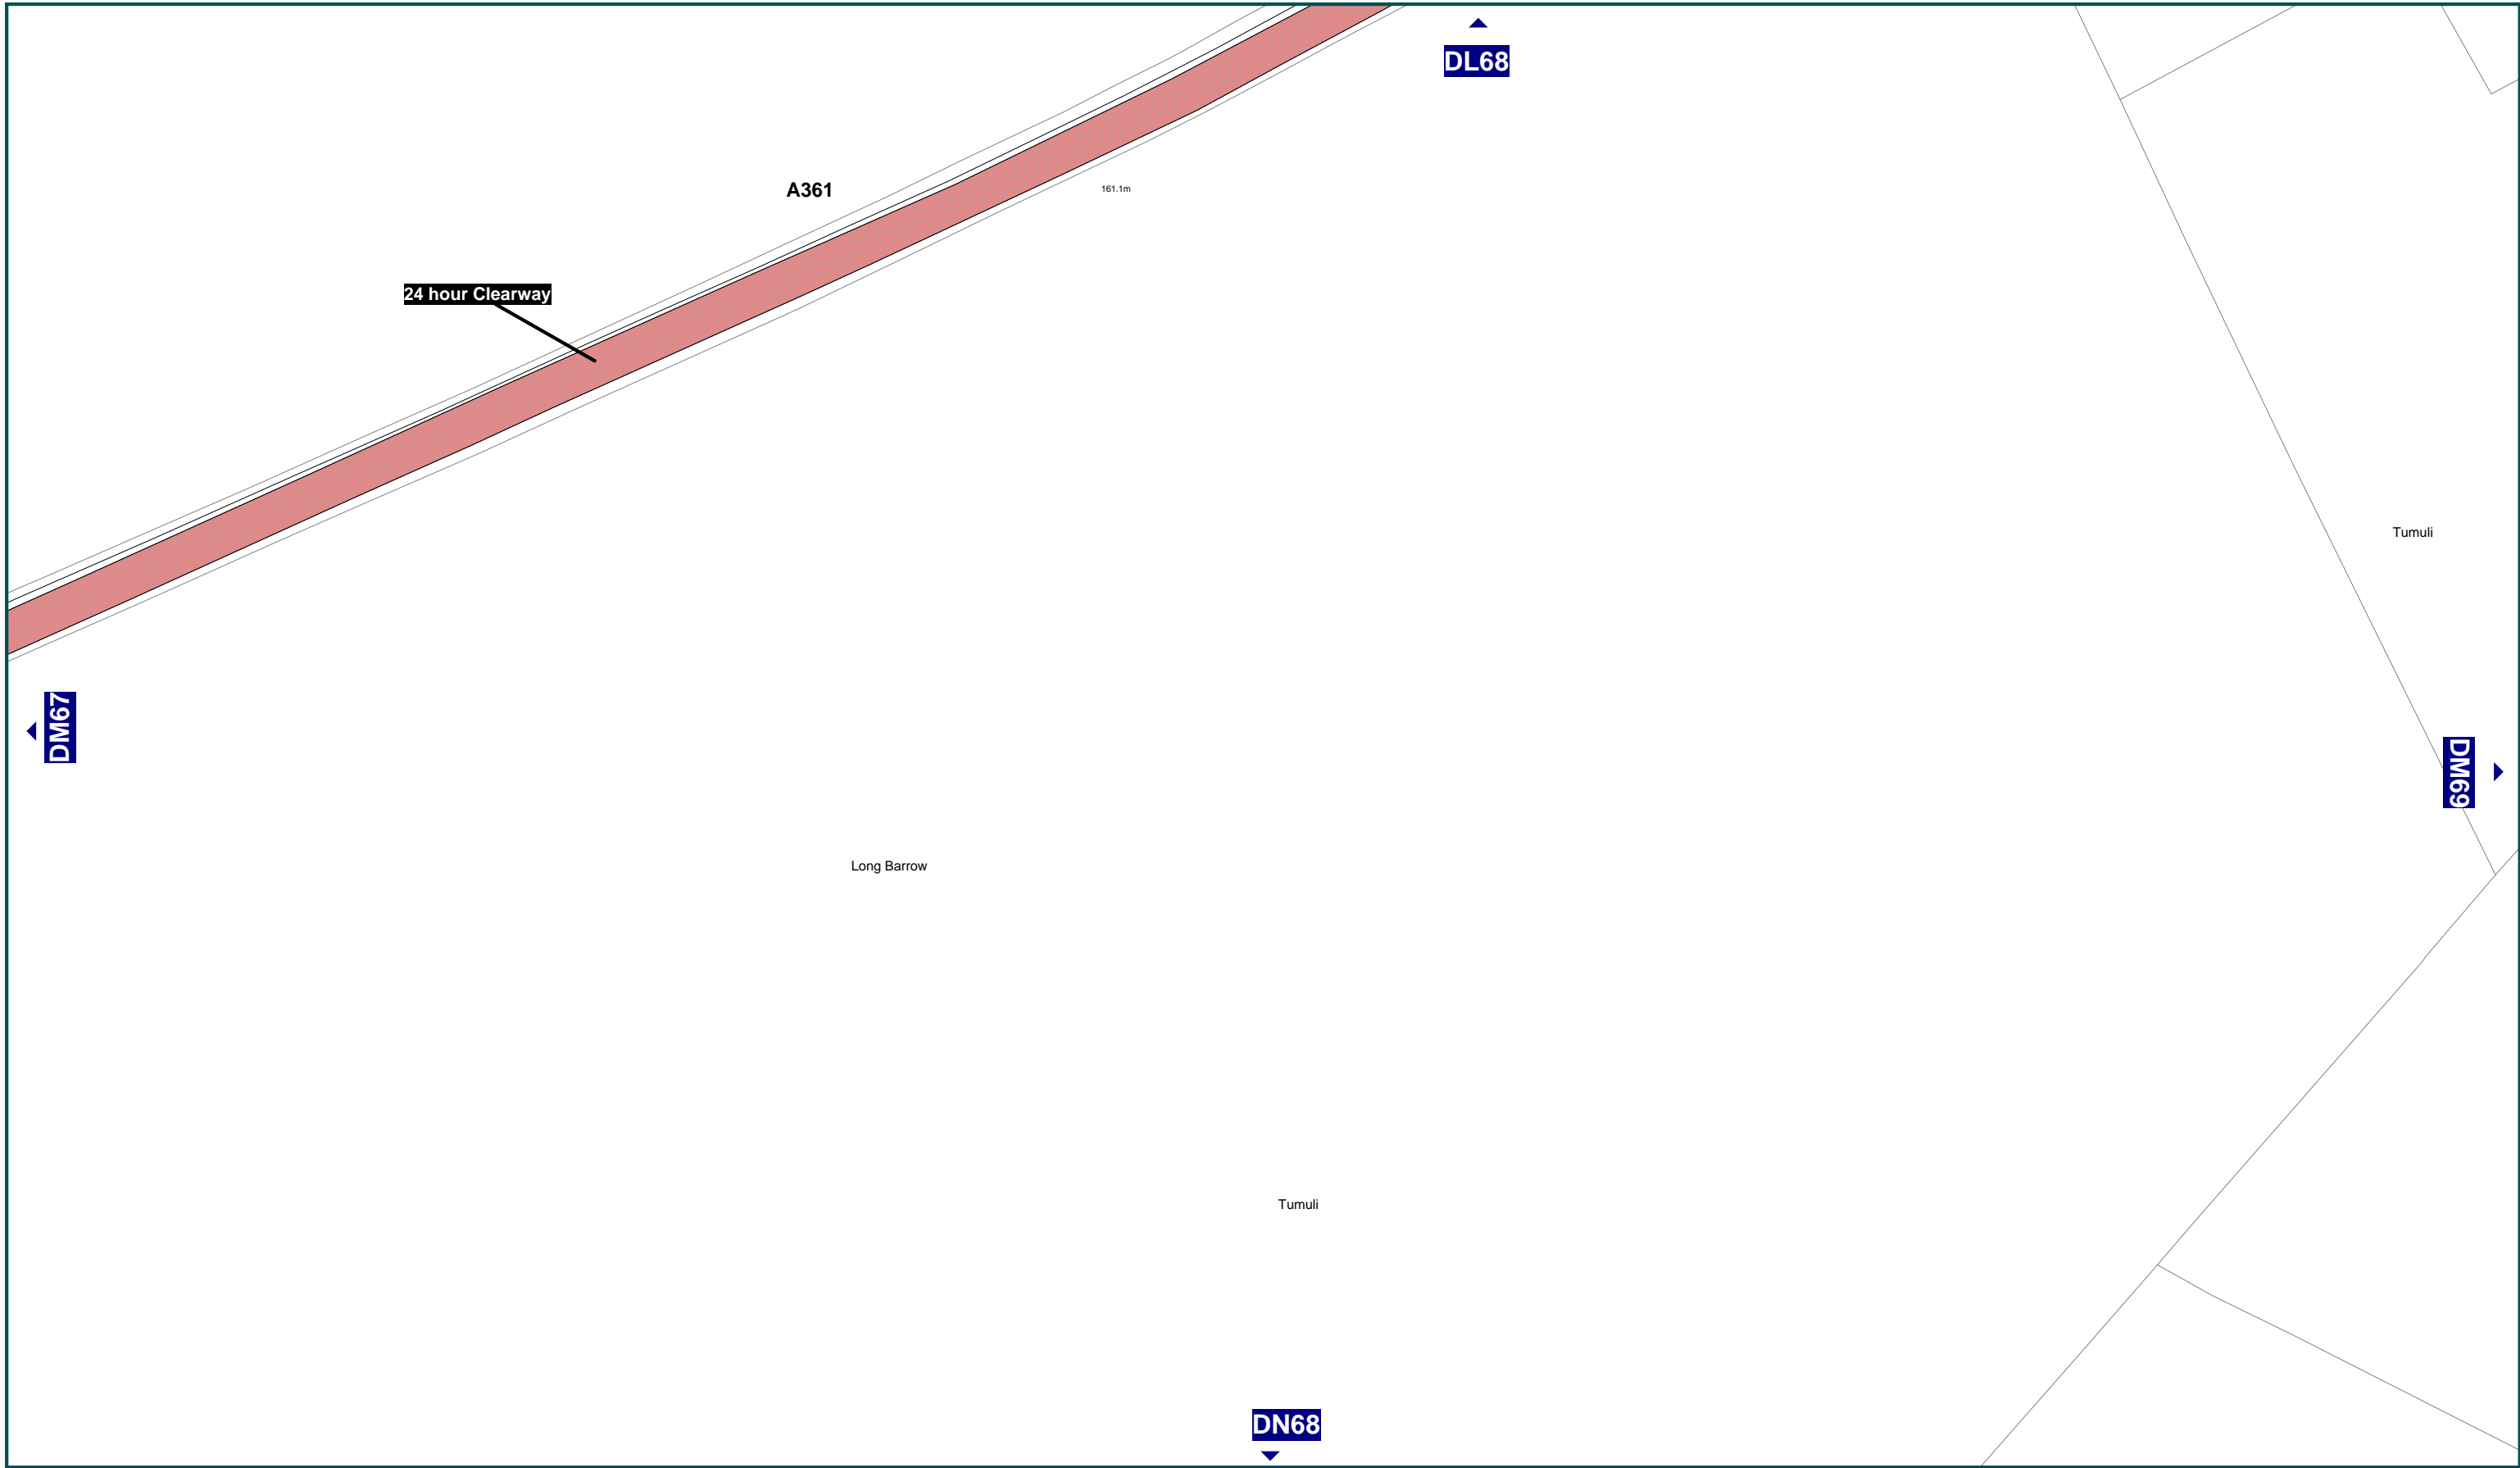 DL68
A361
161.1m
24 hour Clearway
Tumuli
DM67
DM69
Long Barrow
Tumuli
DN68